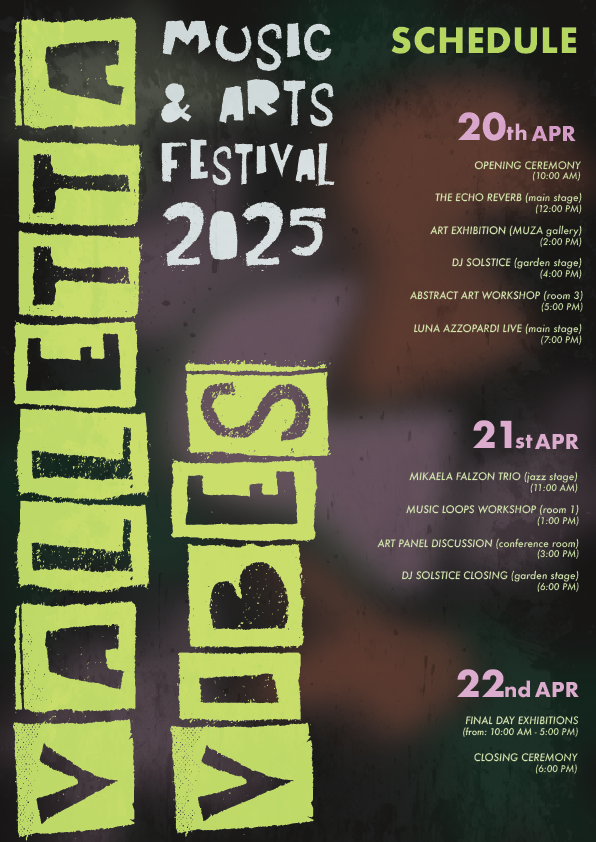 VALLETTA
VIBES
MUSIC
& ARTS
FESTIVAL
2025
SCHEDULE
20th APR
OPENING CEREMONY
(10:00 AM)
THE ECHO REVERB (main stage)
(12:00 PM)
ART EXHIBITION (MUZA gallery)
(2:00 PM)
DJ SOLSTICE (garden stage)
(4:00 PM)
ABSTRACT ART WORKSHOP (room 3)
(5:00 PM)
LUNA AZZOPARDI LIVE (main stage)
(7:00 PM)
21st APR
MIKAELA FALZON TRIO (jazz stage)
(11:00 AM)
MUSIC LOOPS WORKSHOP (room 1)
(1:00 PM)
ART PANEL DISCUSSION (conference room)
(3:00 PM)
DJ SOLSTICE CLOSING (garden stage)
(6:00 PM)
22nd APR
FINAL DAY EXHIBITIONS
(from: 10:00 AM - 5:00 PM)
CLOSING CEREMONY
(6:00 PM)